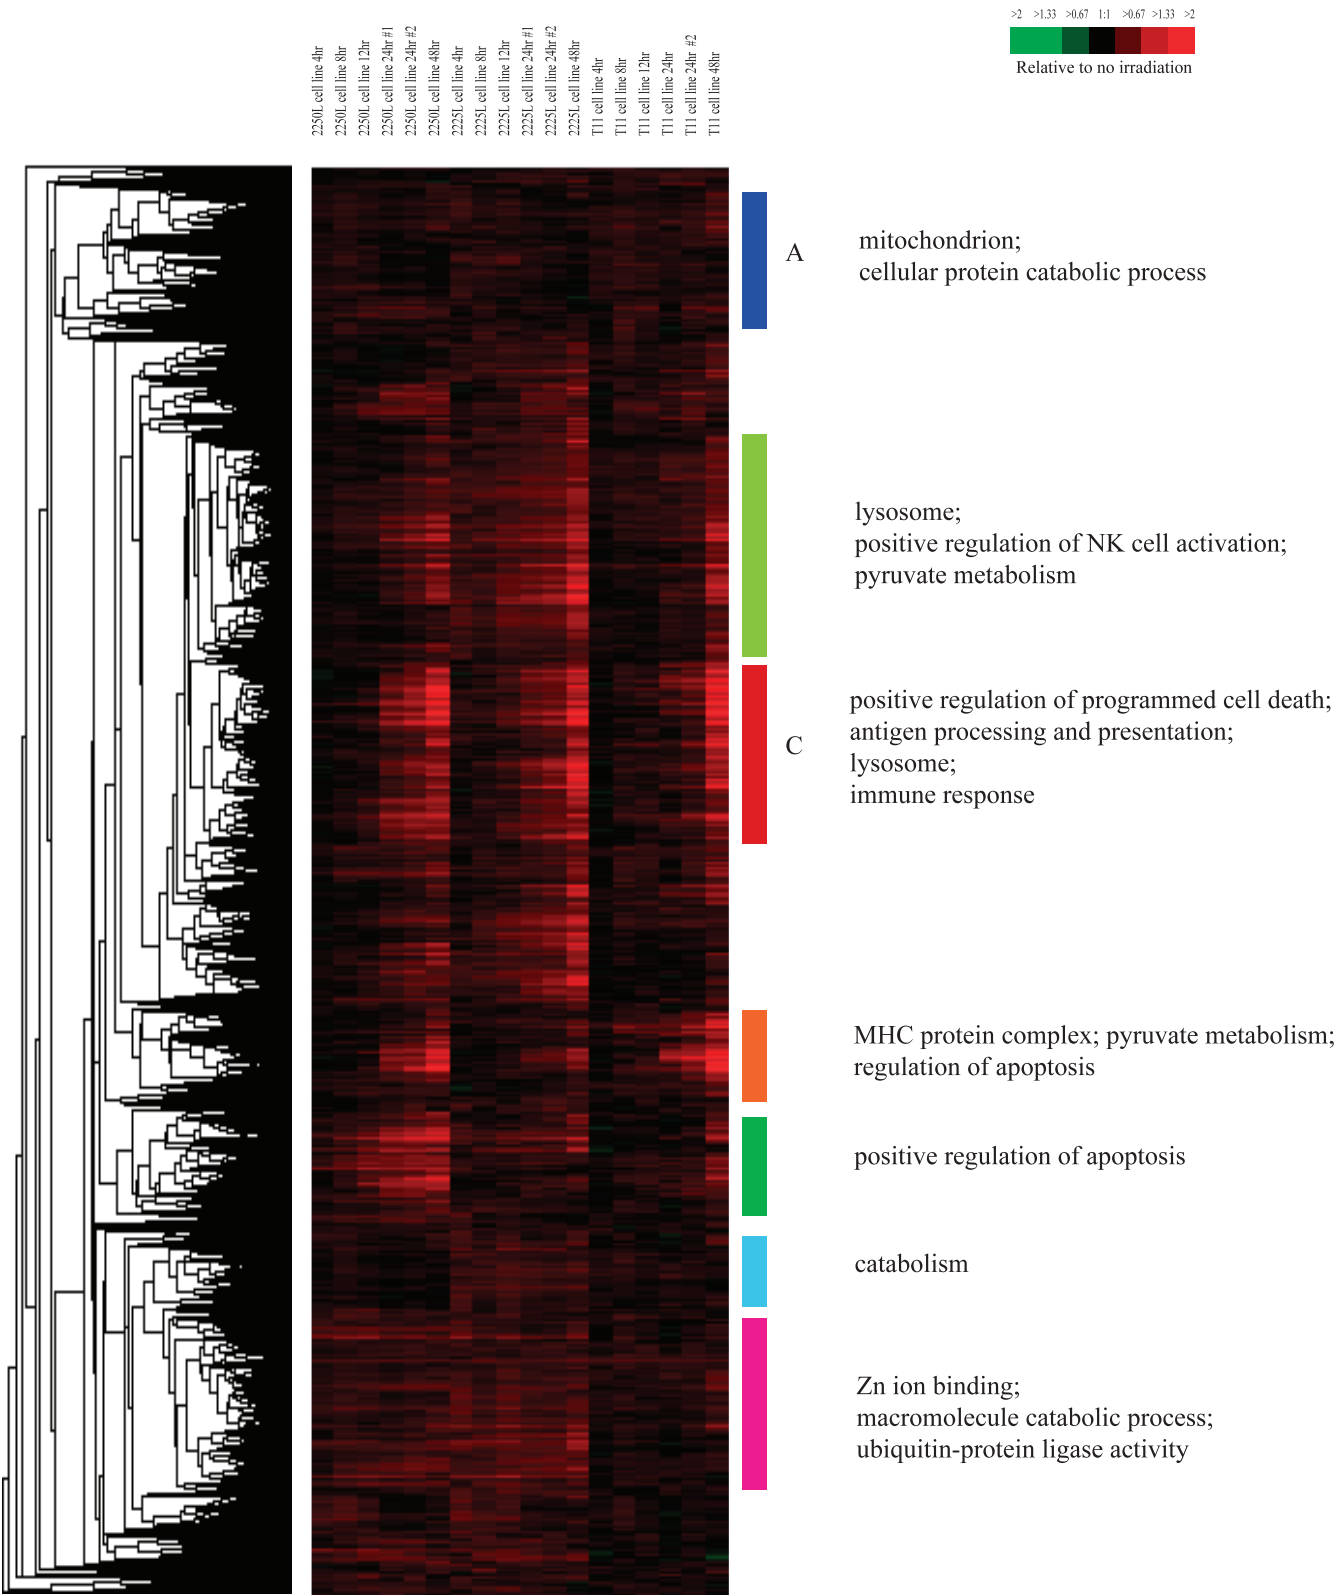 >2 >1.33 >0.67 1:1 >0.67 >1.33 >2
Relative to no irradiation
2250L cell line 4hr
2250L cell line 8hr
2250L cell line 12hr
2250L cell line 24hr #1
2250L cell line 24hr #2
2250L cell line 48hr
2225L cell line 4hr
2225L cell line 8hr
2225L cell line 12hr
2225L cell line 24hr #1
2225L cell line 24hr #2
2225L cell line 48hr
T11 cell line 4hr
T11 cell line 8hr
T11 cell line 12hr
T11 cell line 24hr
T11 cell line 24hr #2
T11 cell line 48hr
A
mitochondrion;
cellular protein catabolic process
lysosome;
positive regulation of NK cell activation;
pyruvate metabolism
C
positive regulation of programmed cell death;
antigen processing and presentation;
lysosome;
immune response
MHC protein complex; pyruvate metabolism;
regulation of apoptosis
positive regulation of apoptosis
catabolism
Zn ion binding;
macromolecule catabolic process;
ubiquitin-protein ligase activity